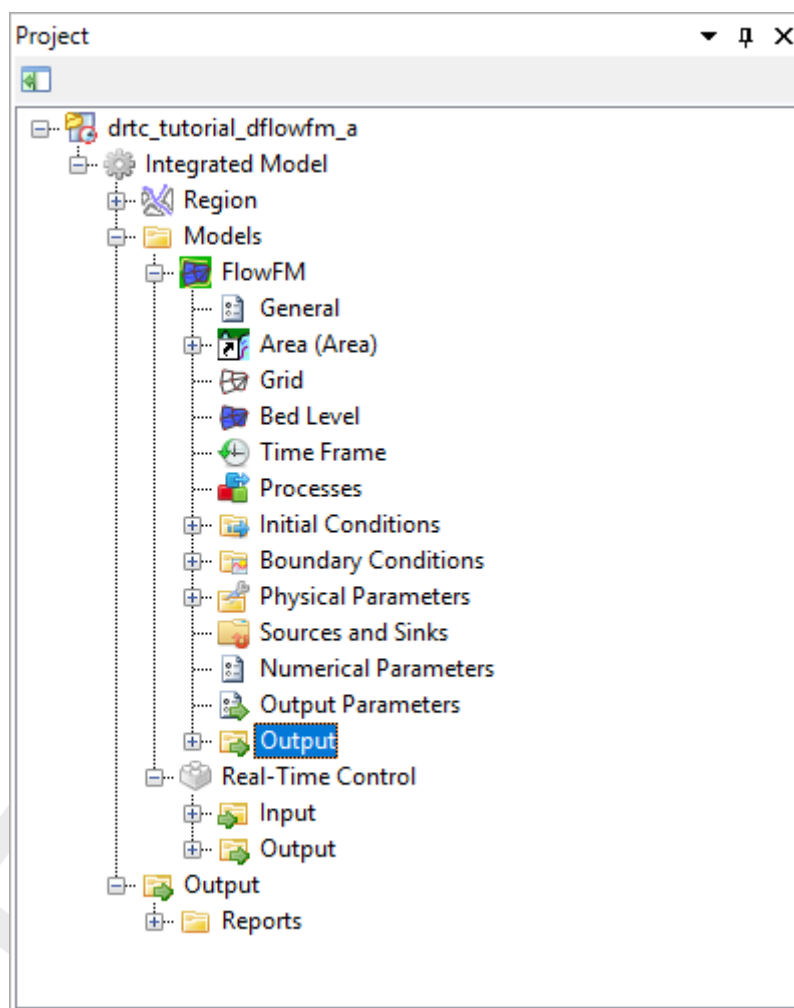 Project
drtc_tutorial_dflowfm_a
Integrated Model
Region
Models
FlowFM
General
Area (Area)
Grid
Bed Level
Time Frame
Processes
Initial Conditions
Boundary Conditions
Physical Parameters
Sources and Sinks
Numerical Parameters
Output Parameters
Output
Real-Time Control
Input
Output
Output
Reports